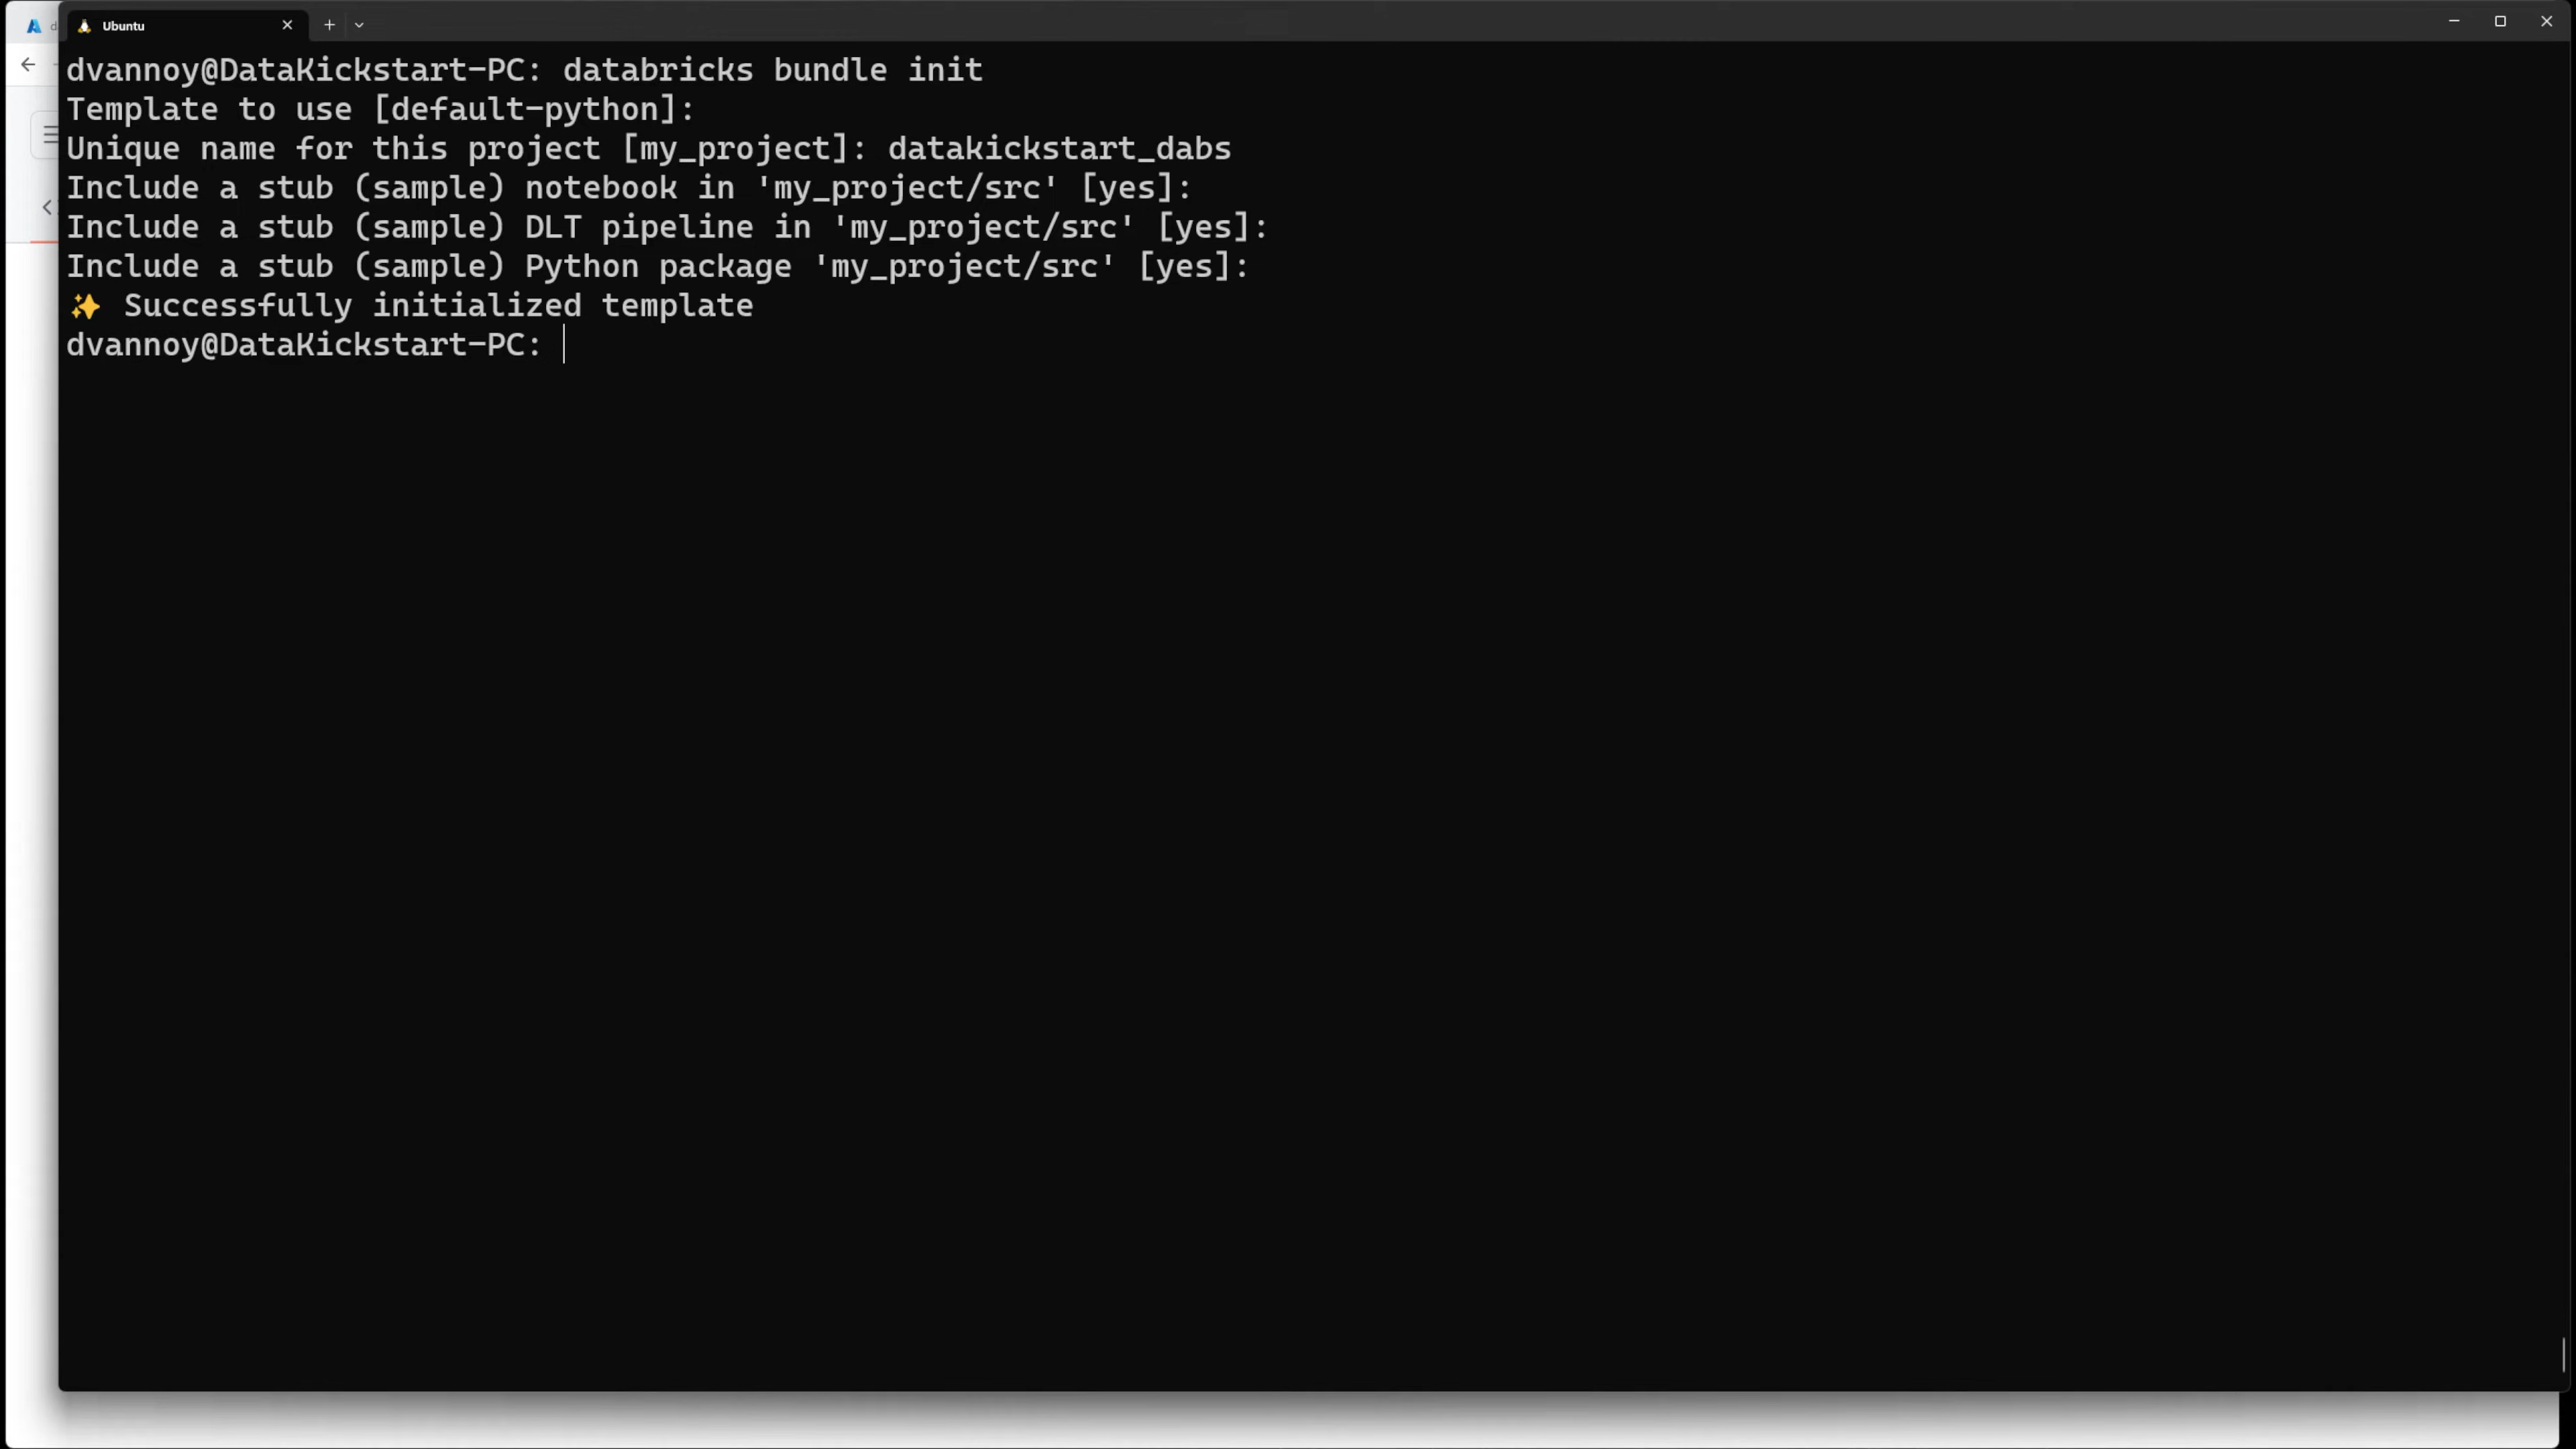 Ubuntu
dvannoy@DataKickstart-PC: databricks bundle init
Template to use [default-python]:
Unique name for this project [my_project]: datakickstart_dabs
Include a stub (sample) notebook in 'my_project/src' [yes]:
Include a stub (sample) DLT pipeline in 'my_project/src' [yes]:
Include a stub (sample) Python package 'my_project/src' [yes]:
✨ Successfully initialized template
dvannoy@DataKickstart-PC: